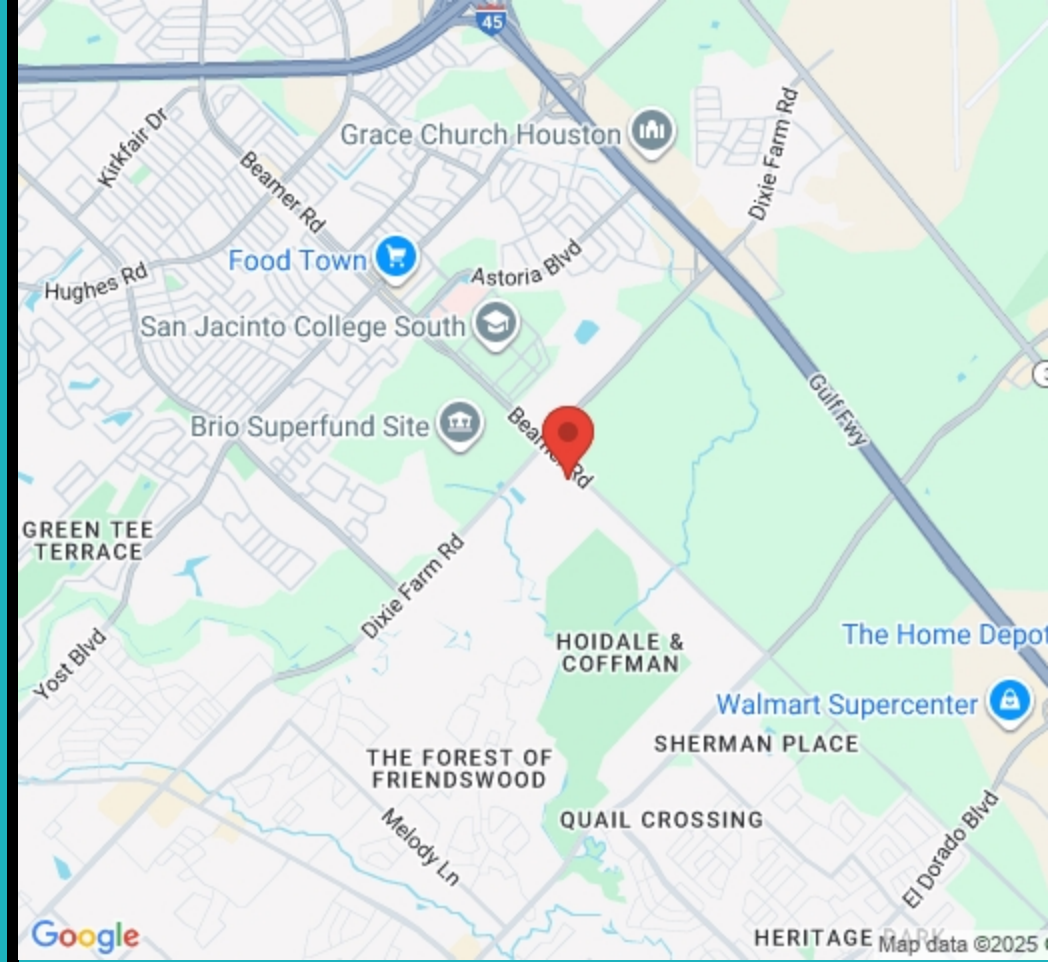 45
Kirkfair Dr
Grace Church Houston
Dixie Farm Rd
Beamer Rd
Food Town
Astoria Blvd
Hughes Rd
San Jacinto College South
Gulf Fwy
Brio Superfund Site
Beamer Rd
GREEN TEE
TERRACE
Dixie Farm Rd
HOIDALE &
COFFMAN
The Home Depot
Yost Blvd
Walmart Supercenter
SHERMAN PLACE
THE FOREST OF
FRIENDSWOOD
QUAIL CROSSING
Melody Ln
El Dorado Blvd
Google
HERITAGE PARK
Map data ©2025